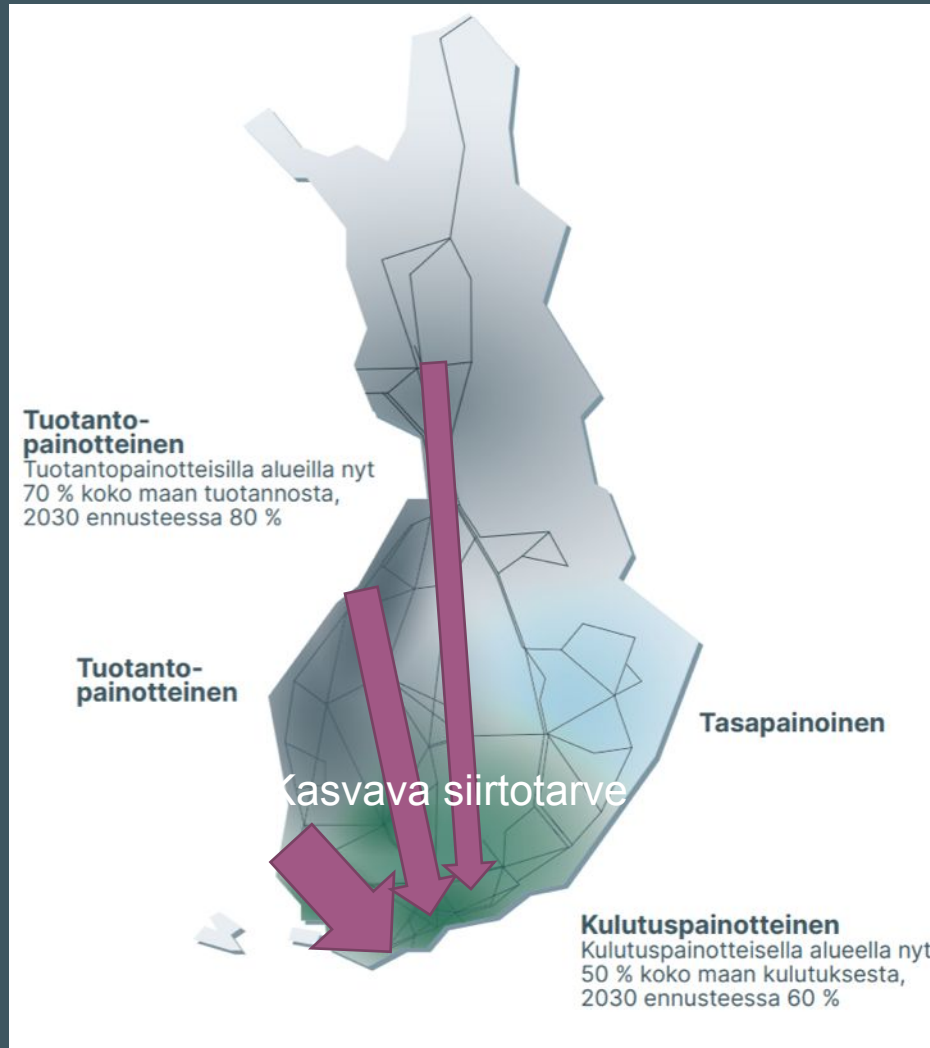 Tuotanto-
painotteinen
Tuotantopainotteisilla alueilla nyt
70 % koko maan tuotannosta,
2030 ennusteessa 80 %
Tuotanto-
painotteinen
Tasapainoinen
Kasvava siirtotarve
Kulutuspainotteinen
Kulutuspainotteisella alueella nyt
50 % koko maan kulutuksesta,
2030 ennusteessa 60 %